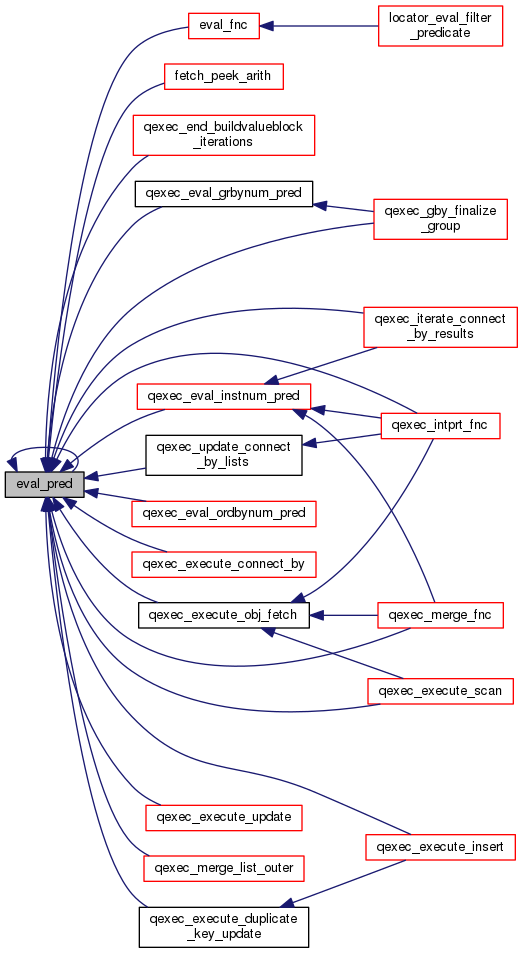 eval_fnc
locator_eval_filter
_predicate
fetch_peek_arith
qexec_end_buildvalueblock
_iterations
qexec_eval_grbynum_pred
qexec_gby_finalize
_group
qexec_iterate_connect
_by_results
qexec_eval_instnum_pred
qexec_intprt_fnc
qexec_update_connect
_by_lists
eval_pred
qexec_eval_ordbynum_pred
qexec_execute_connect_by
qexec_execute_obj_fetch
qexec_merge_fnc
qexec_execute_scan
qexec_execute_update
qexec_execute_insert
qexec_merge_list_outer
qexec_execute_duplicate
_key_update